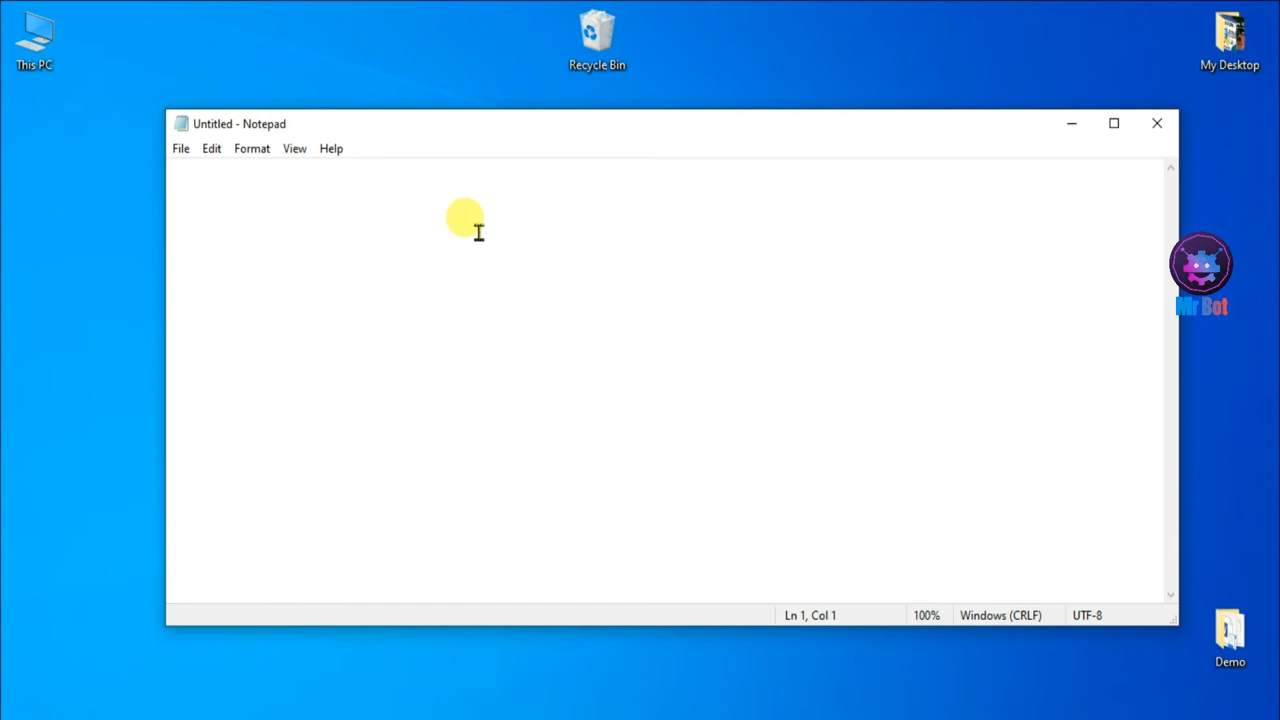 This PC
Recycle Bin
My Desktop
Untitled - Notepad
File Edit Format View Help
Mr Bot
Ln 1, Col 1 100% Windows (CRLF) UTF-8
Demo